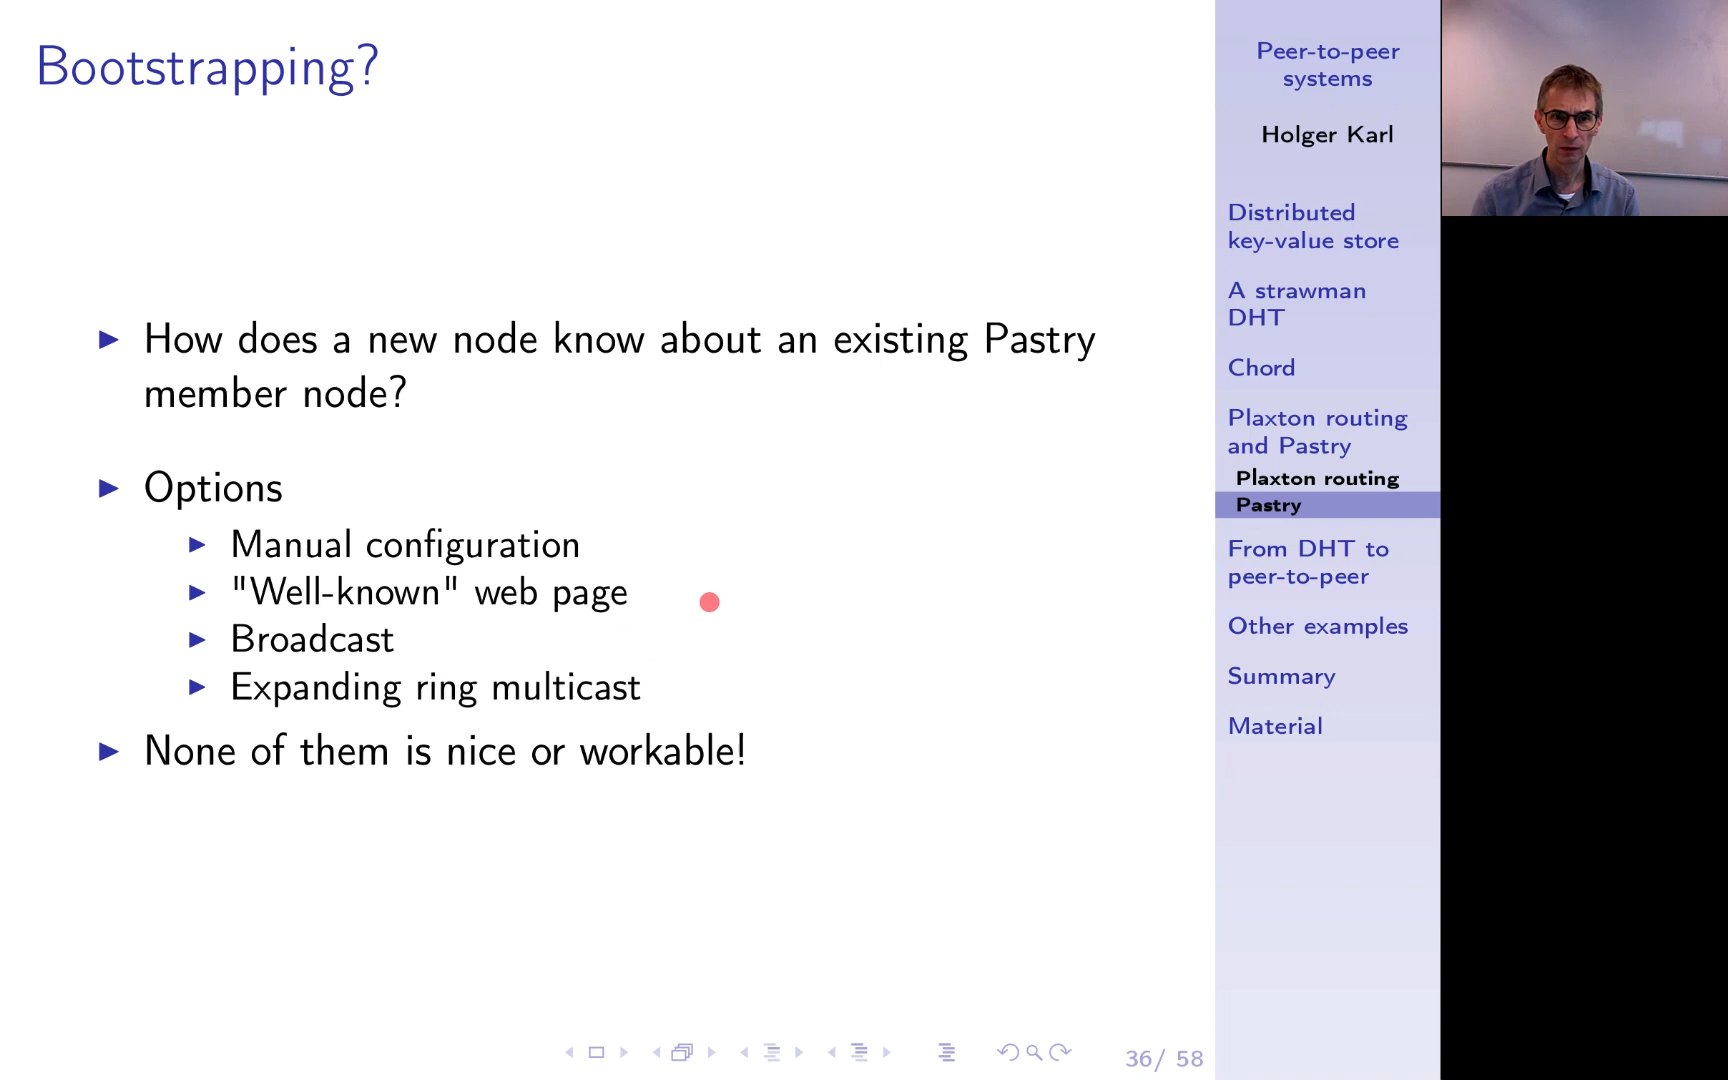 Bootstrapping?
How does a new node know about an existing Pastry
member node?
Options
Manual configuration
"Well-known" web page
Broadcast
Expanding ring multicast
None of them is nice or workable!
36/ 58
Peer-to-peer
systems
Holger Karl
Distributed
key-value store
A strawman
DHT
Chord
Plaxton routing
and Pastry
Plaxton routing
Pastry
From DHT to
peer-to-peer
Other examples
Summary
Material